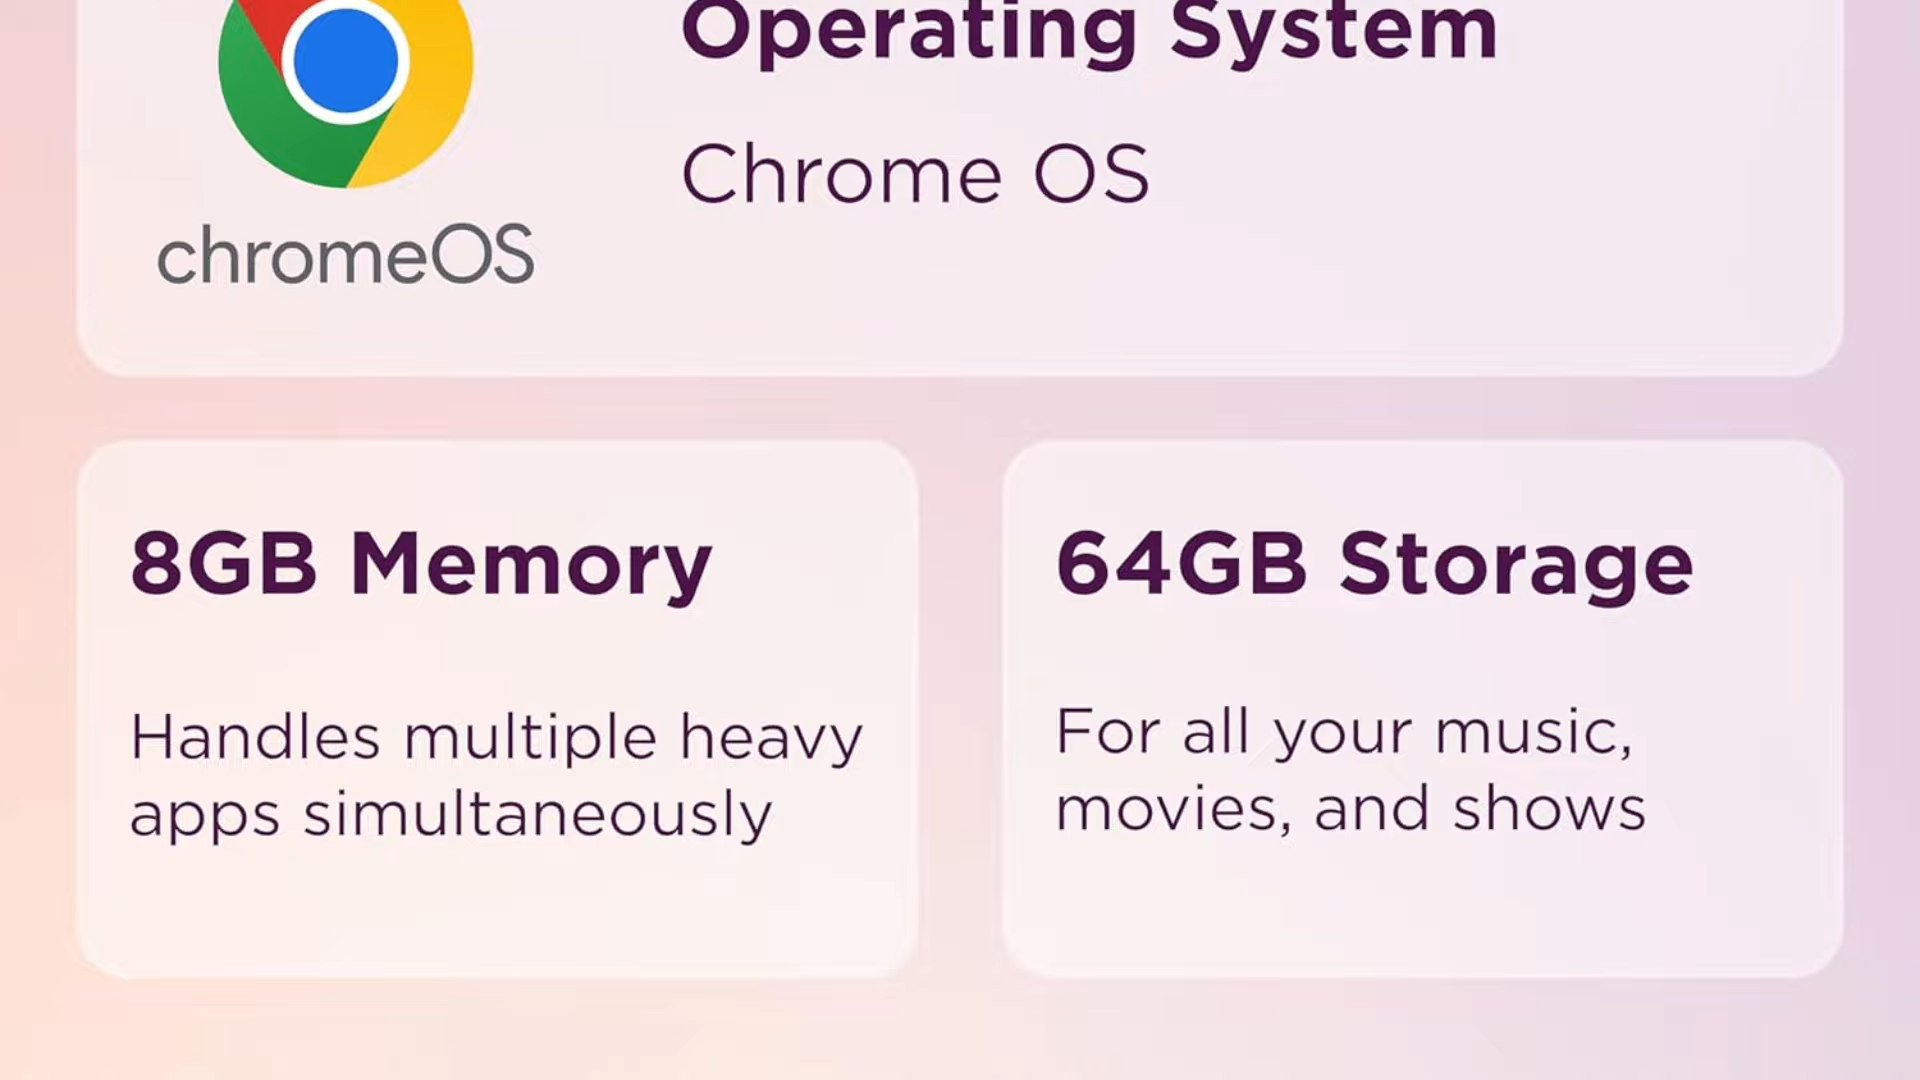 Operating System
Chrome OS
chromeOS
8GB Memory
Handles multiple heavy
apps simultaneously
64GB Storage
For all your music,
movies, and shows